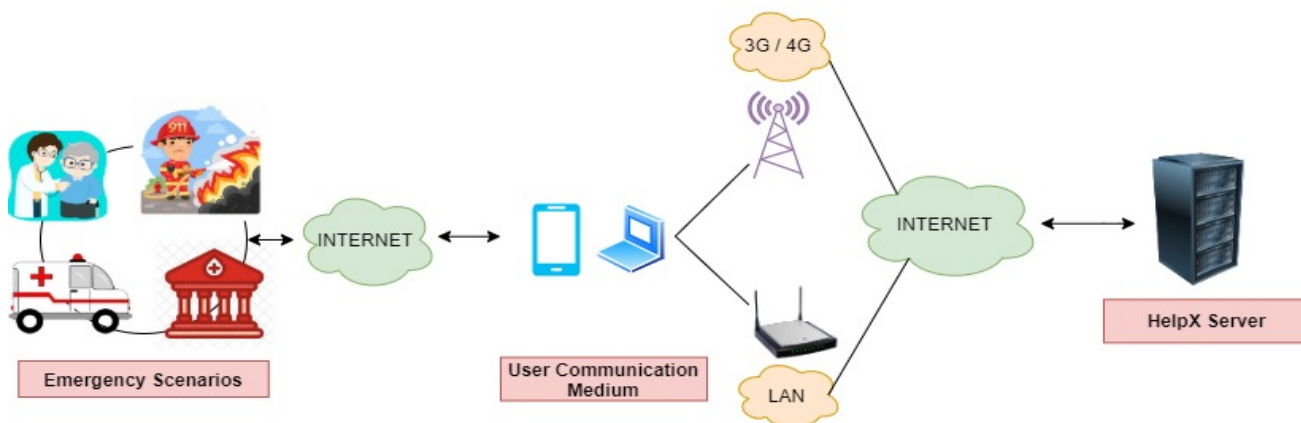 3G / 4G
911
INTERNET
INTERNET
Emergency Scenarios
User Communication
Medium
LAN
HelpX Server